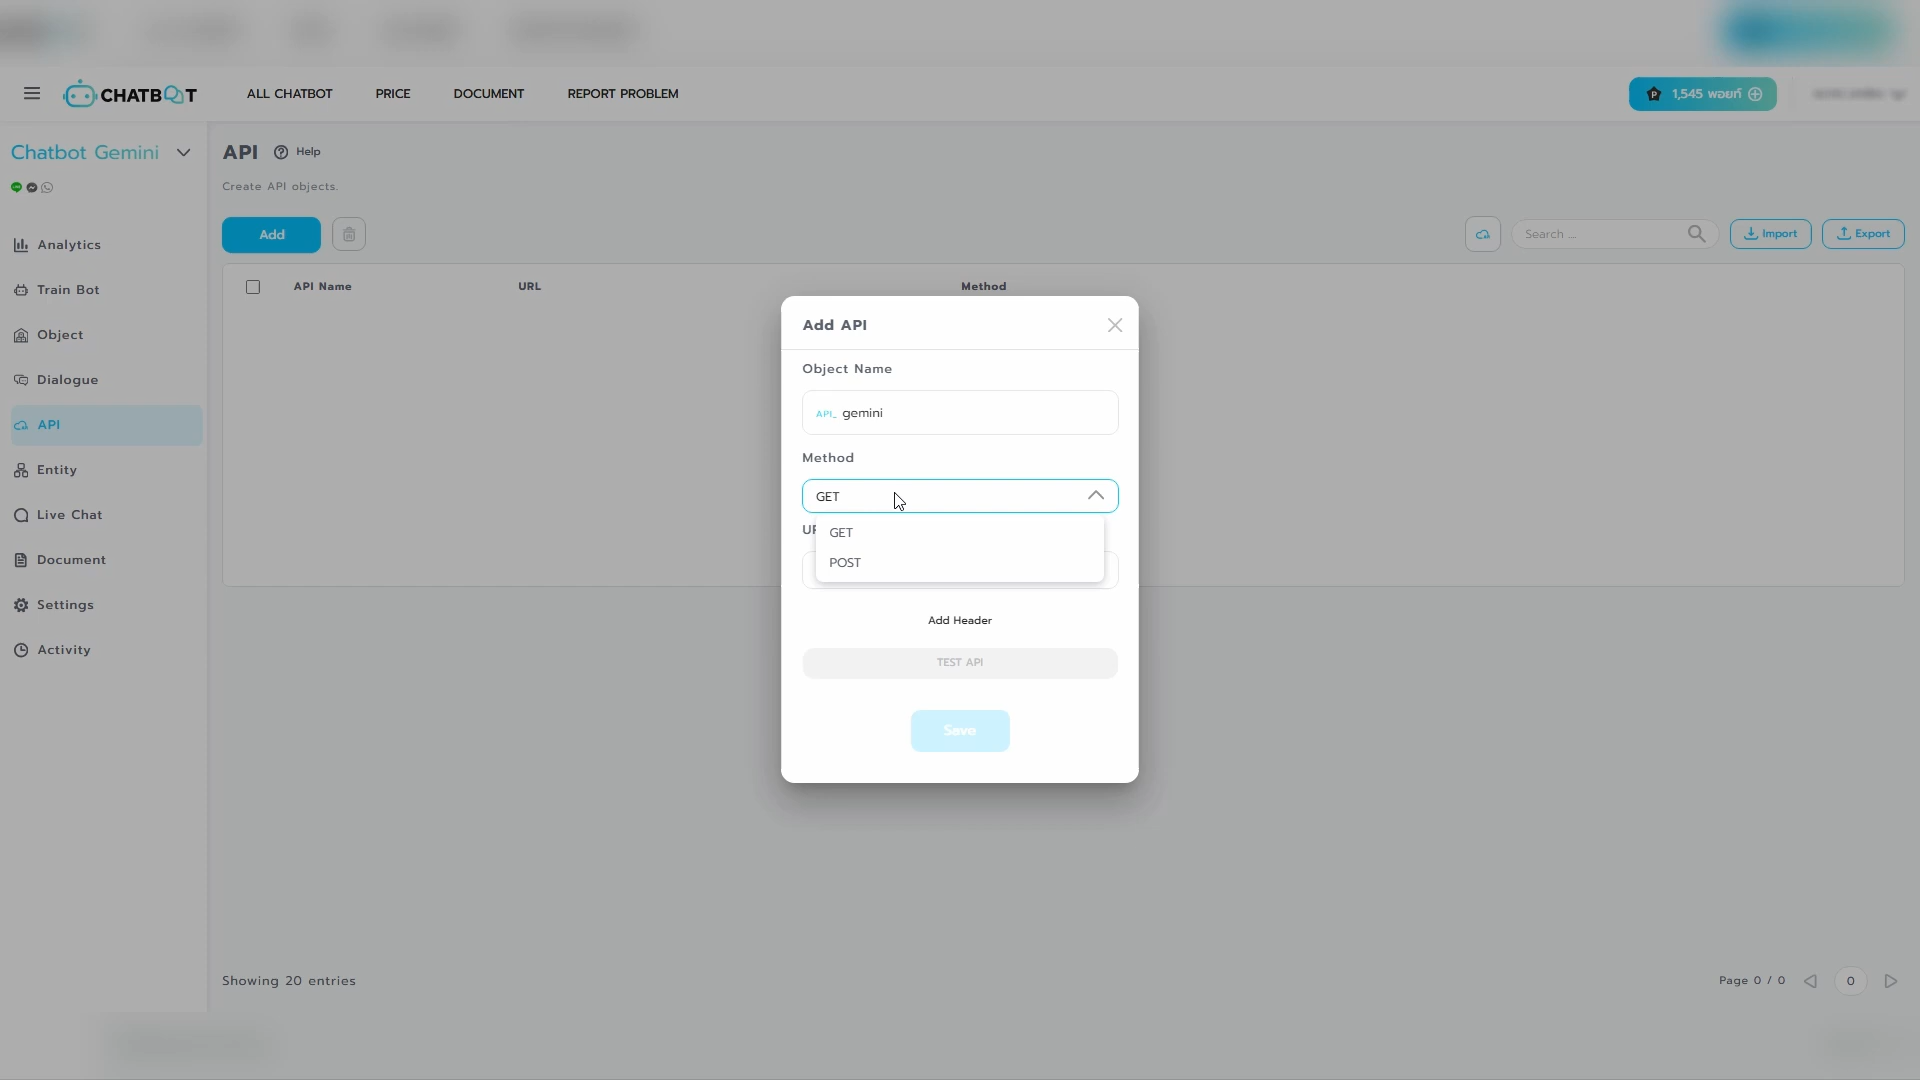 CHATBOT
ALL CHATBOT
PRICE
DOCUMENT
REPORT PROBLEM
P 1,545 พอยท์
Chatbot Gemini
Analytics
Train Bot
Object
Dialogue
API
Entity
Live Chat
Document
Settings
Activity
API
Help
Create API objects.
Add
Search ...
Import
Export
API Name
URL
Method
Add API
Object Name
API_ gemini
Method
GET
GET
POST
Add Header
TEST API
Save
Showing 20 entries
Page 0 / 0
0